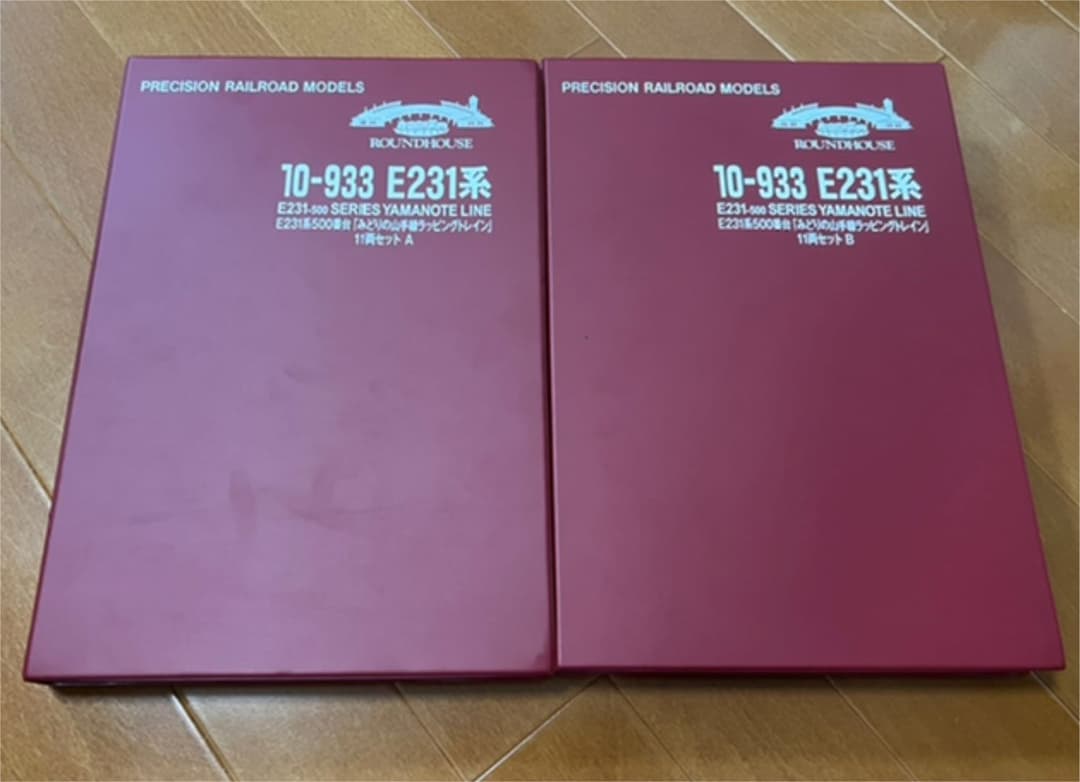 PRECISION RAILROAD MODELS
ROUNDHOUSE
10-933 E231系
E231-500 SERIES YAMANOTE LINE
E231系500番台「みどりの山手線ラッピングトレイン」
11両セット A
PRECISION RAILROAD MODELS
ROUNDHOUSE
10-933 E231系
E231-500 SERIES YAMANOTE LINE
E231系500番台「みどりの山手線ラッピングトレイン」
11両セット B